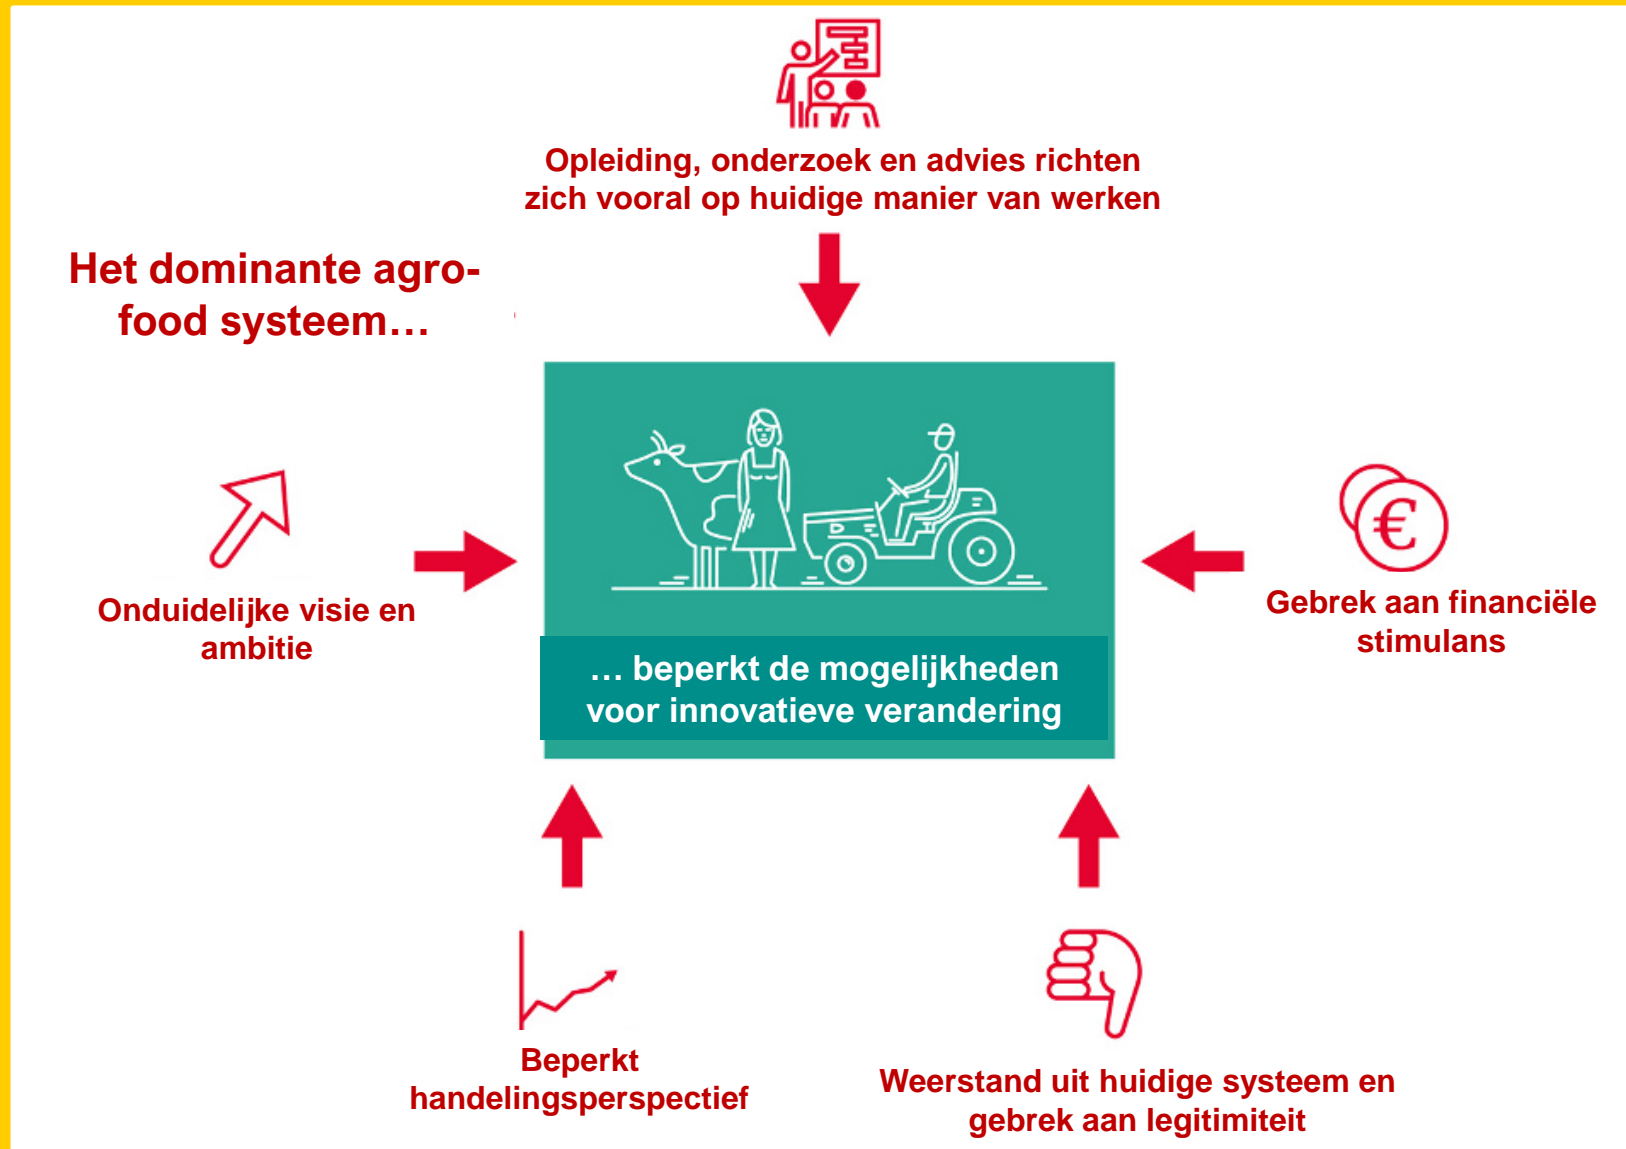 Opleiding, onderzoek en advies richten
zich vooral op huidige manier van werken
Het dominante agro-
food systeem…
€
Onduidelijke visie en
ambitie
Gebrek aan financiële
stimulans
… beperkt de mogelijkheden
voor innovatieve verandering
Beperkt
handelingsperspectief
Weerstand uit huidige systeem en
gebrek aan legitimiteit